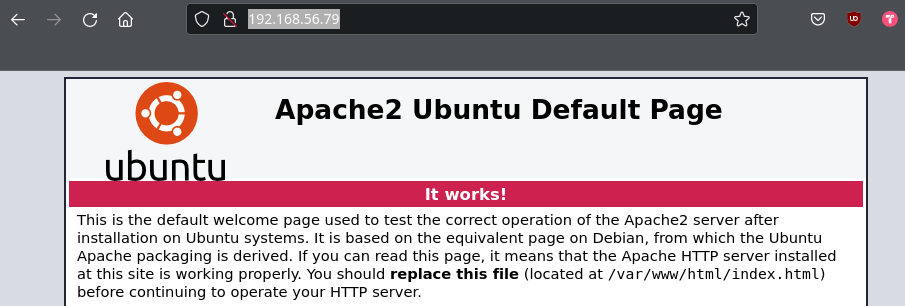 192.168.56.79
Apache2 Ubuntu Default Page
ubuntu
It works!
This is the default welcome page used to test the correct operation of the Apache2 server after
installation on Ubuntu systems. It is based on the equivalent page on Debian, from which the Ubuntu
Apache packaging is derived. If you can read this page, it means that the Apache HTTP server installed
at this site is working properly. You should replace this file (located at /var/www/html/index.html)
before continuing to operate your HTTP server.